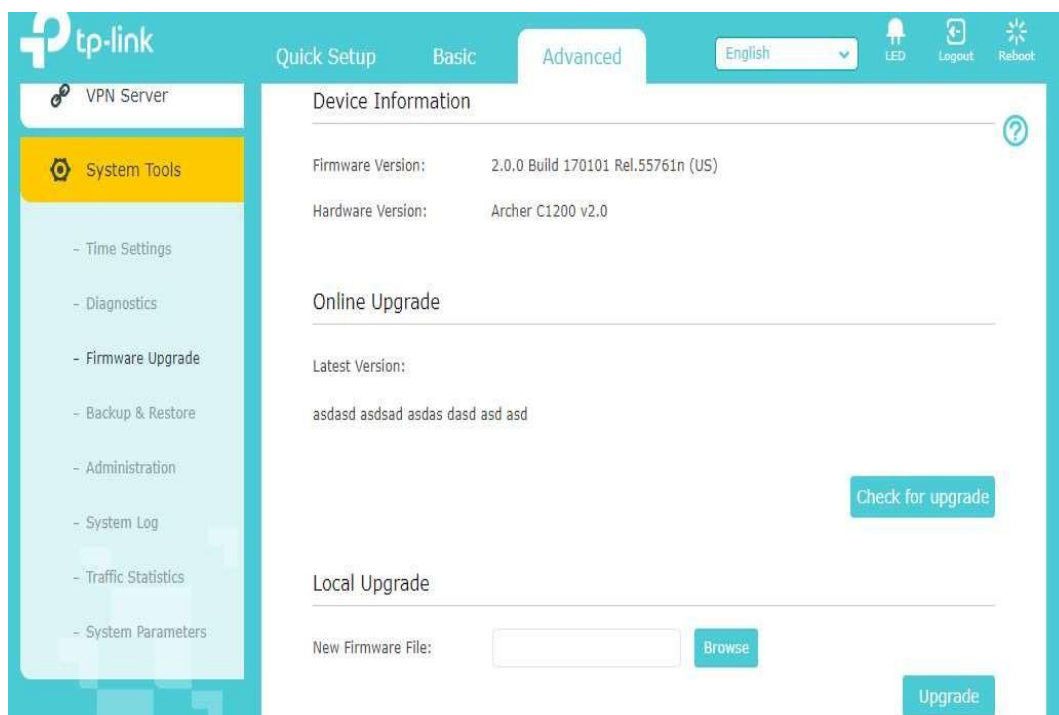 tp-link
Quick Setup Basic Advanced English LED Logout Reboot
VPN Server
System Tools
- Time Settings
- Diagnostics
- Firmware Upgrade
- Backup & Restore
- Administration
- System Log
- Traffic Statistics
- System Parameters
Device Information
?
Firmware Version: 2.0.0 Build 170101 Rel.55761n (US)
Hardware Version: Archer C1200 v2.0
Online Upgrade
Latest Version:
asdasd asdsad asdas dasd asd asd
Check for upgrade
Local Upgrade
New Firmware File: Browse
Upgrade